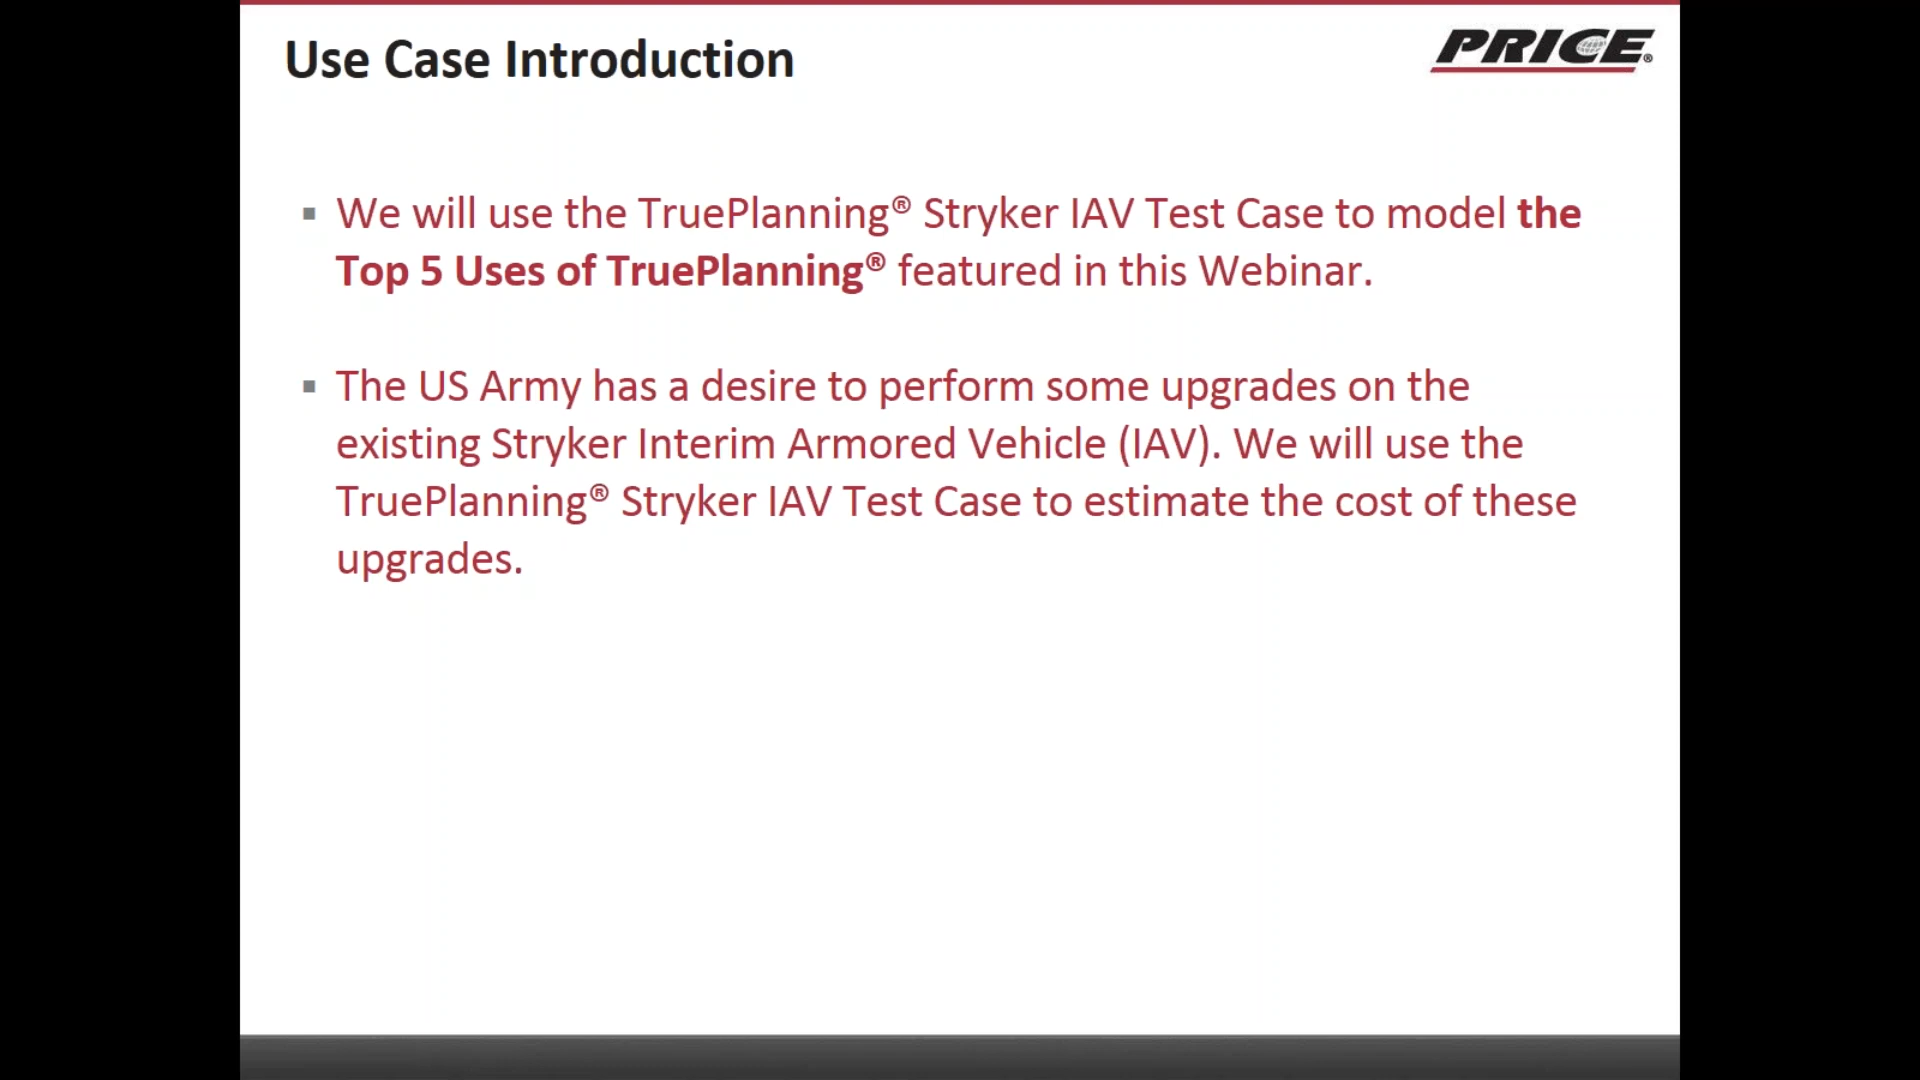 Use Case Introduction
PRICE®
▪ We will use the TruePlanning® Stryker IAV Test Case to model the
Top 5 Uses of TruePlanning® featured in this Webinar.
▪ The US Army has a desire to perform some upgrades on the
existing Stryker Interim Armored Vehicle (IAV). We will use the
TruePlanning® Stryker IAV Test Case to estimate the cost of these
upgrades.